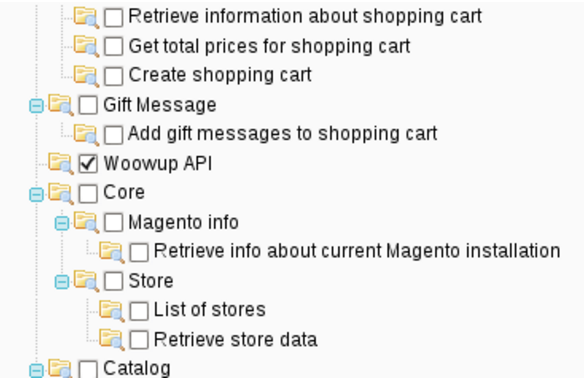 Retrieve information about shopping cart
Get total prices for shopping cart
Create shopping cart
Gift Message
Add gift messages to shopping cart
Woowup API
Core
Magento info
Retrieve info about current Magento installation
Store
List of stores
Retrieve store data
Catalog